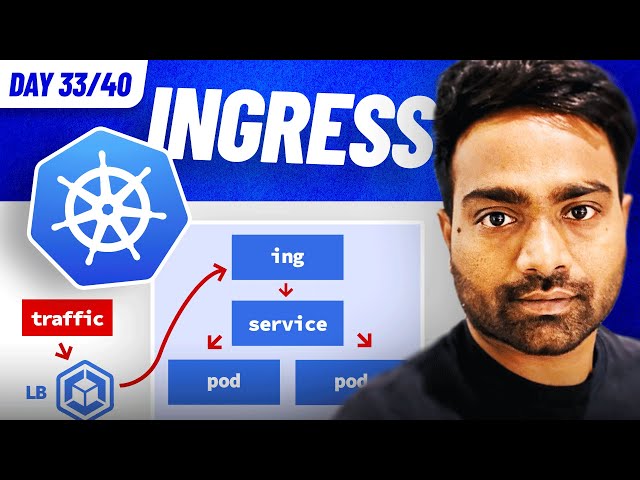 DAY 33/40
INGRESS
ing
traffic
service
pod
pod
LB